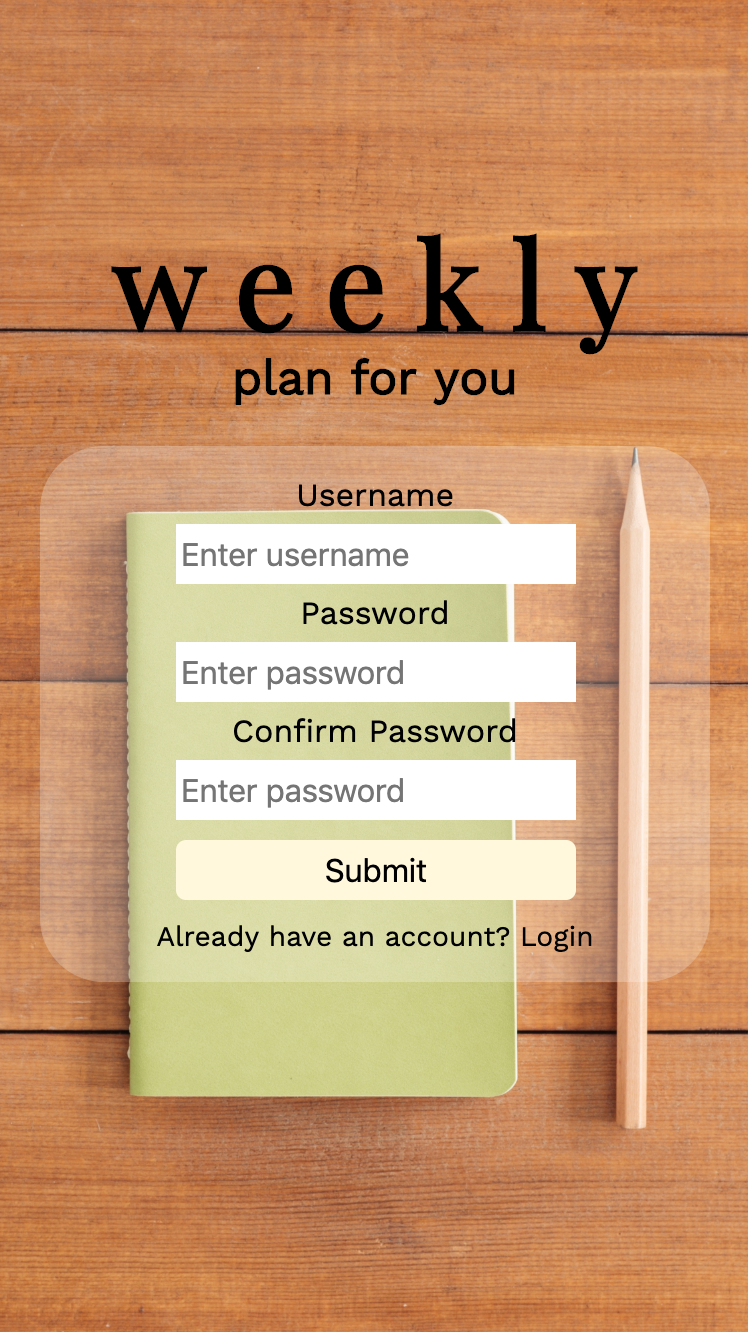 weekly
plan for you
Username
Enter username
Password
Enter password
Confirm Password
Enter password
Submit
Already have an account? Login